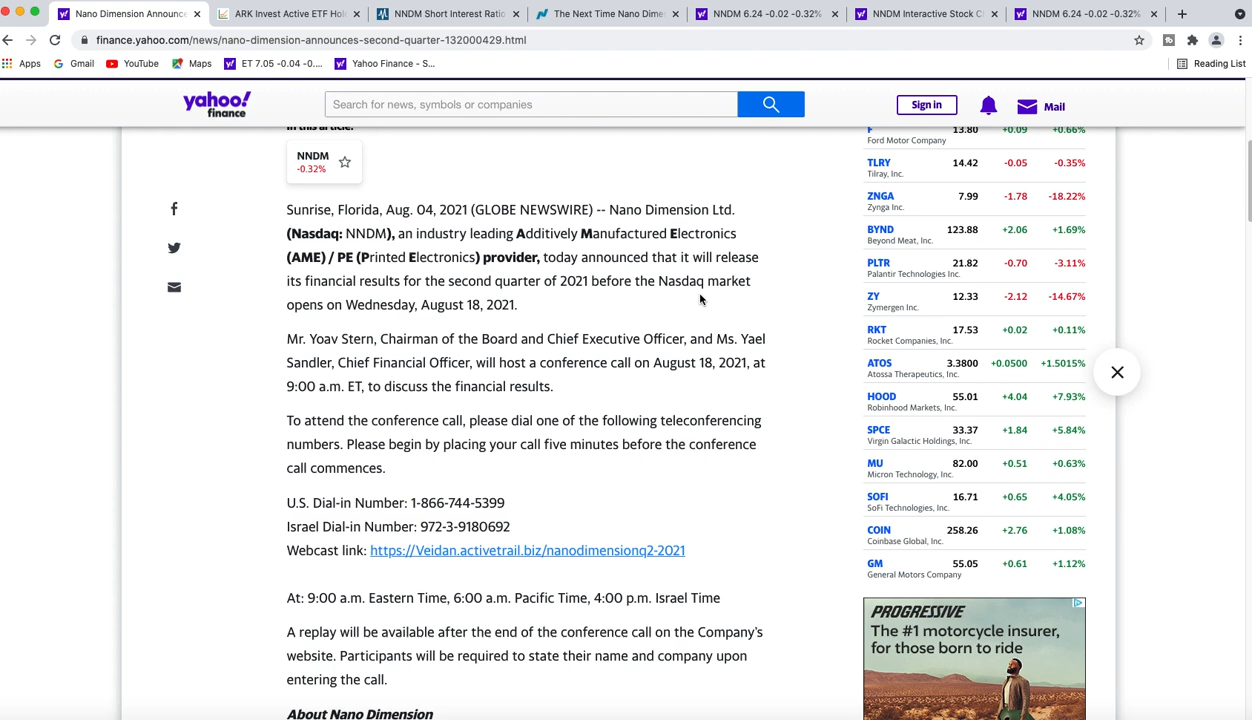 Nano Dimension Announc
ARK Invest Active ETF Hol
NNDM Short Interest Ratio
The Next Time Nano Dime
NNDM 6.24 -0.02 -0.32%
NNDM Interactive Stock C
NNDM 6.24 -0.02 -0.32%
finance.yahoo.com/news/nano-dimension-announces-second-quarter-132000429.html
Apps
Gmail
YouTube
Maps
ET 7.05 -0.04 -0....
Yahoo Finance - S...
Reading List
yahoo!
finance
Search for news, symbols or companies
Sign in
Mail
In this article:
NNDM
-0.32%
Sunrise, Florida, Aug. 04, 2021 (GLOBE NEWSWIRE) -- Nano Dimension Ltd.
(Nasdaq: NNDM), an industry leading Additively Manufactured Electronics
(AME) / PE (Printed Electronics) provider, today announced that it will release
its financial results for the second quarter of 2021 before the Nasdaq market
opens on Wednesday, August 18, 2021.
Mr. Yoav Stern, Chairman of the Board and Chief Executive Officer, and Ms. Yael
Sandler, Chief Financial Officer, will host a conference call on August 18, 2021, at
9:00 a.m. ET, to discuss the financial results.
To attend the conference call, please dial one of the following teleconferencing
numbers. Please begin by placing your call five minutes before the conference
call commences.
U.S. Dial-in Number: 1-866-744-5399
Israel Dial-in Number: 972-3-9180692
Webcast link: https://Veidan.activetrail.biz/nanodimensionq2-2021
At: 9:00 a.m. Eastern Time, 6:00 a.m. Pacific Time, 4:00 p.m. Israel Time
A replay will be available after the end of the conference call on the Company's
website. Participants will be required to state their name and company upon
entering the call.
About Nano Dimension
F 13.80 +0.09 +0.66%
Ford Motor Company
TLRY 14.42 -0.05 -0.35%
Tilray, Inc.
ZNGA 7.99 -1.78 -18.22%
Zynga Inc.
BYND 123.88 +2.06 +1.69%
Beyond Meat, Inc.
PLTR 21.82 -0.70 -3.11%
Palantir Technologies Inc.
ZY 12.33 -2.12 -14.67%
Zymergen Inc.
RKT 17.53 +0.02 +0.11%
Rocket Companies, Inc.
ATOS 3.3800 +0.0500 +1.5015%
Atossa Therapeutics, Inc.
HOOD 55.01 +4.04 +7.93%
Robinhood Markets, Inc.
SPCE 33.37 +1.84 +5.84%
Virgin Galactic Holdings, Inc.
MU 82.00 +0.51 +0.63%
Micron Technology, Inc.
SOFI 16.71 +0.65 +4.05%
SoFi Technologies, Inc.
COIN 258.26 +2.76 +1.08%
Coinbase Global, Inc.
GM 55.05 +0.61 +1.12%
General Motors Company
PROGRESSIVE
The #1 motorcycle insurer,
for those born to ride